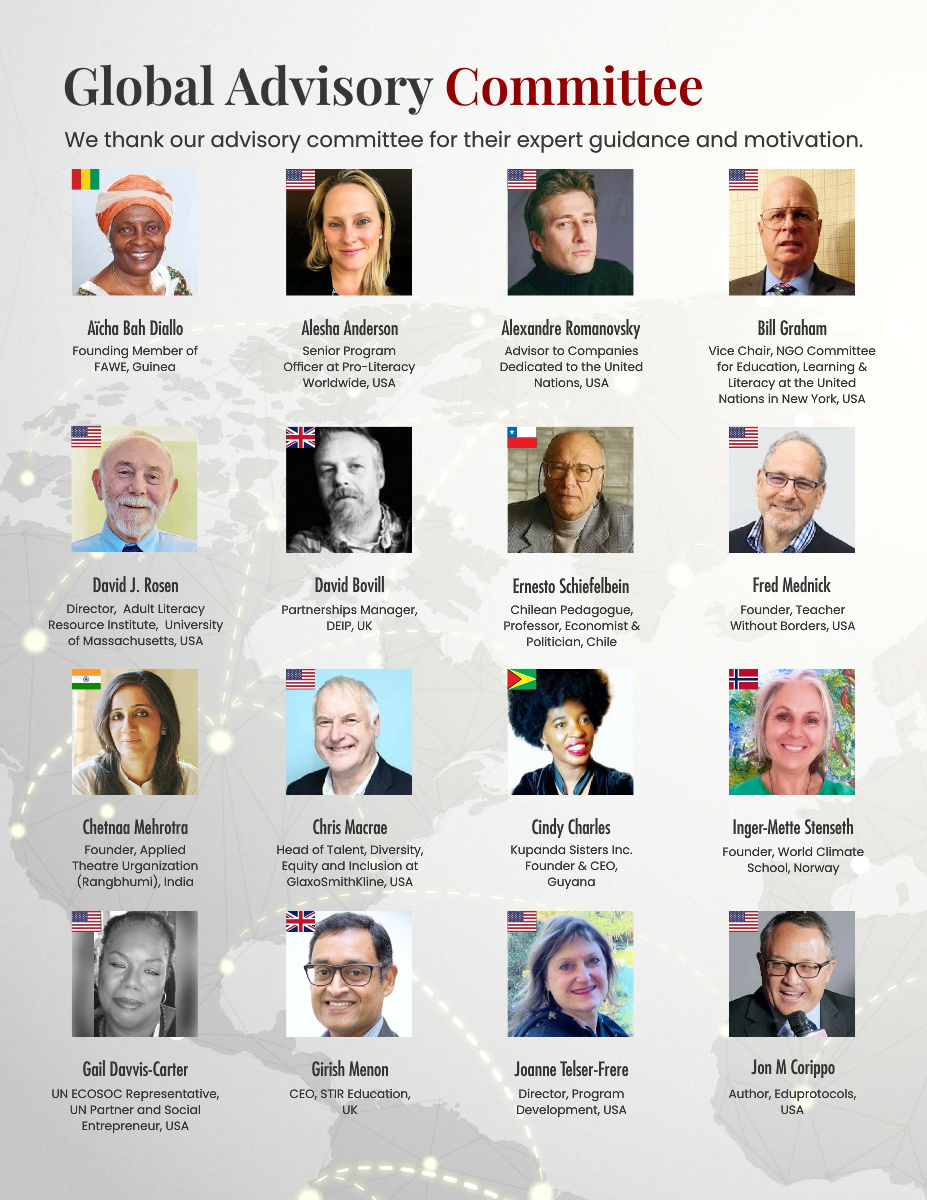 Global Advisory Committee
We thank our advisory committee for their expert guidance and motivation.
Aïcha Bah Diallo
Founding Member of
FAWE, Guinea
Alesha Anderson
Senior Program
Officer at Pro-Literacy
Worldwide, USA
Alexandre Romanovsky
Advisor to Companies
Dedicated to the United
Nations, USA
Bill Graham
Vice Chair, NGO Committee
for Education, Learning &
Literacy at the United
Nations in New York, USA
David J. Rosen
Director, Adult Literacy
Resource Institute, University
of Massachusetts, USA
David Bovill
Partnerships Manager,
DEIP, UK
Ernesto Schiefelbein
Chilean Pedagogue,
Professor, Economist &
Politician, Chile
Fred Mednick
Founder, Teacher
Without Borders, USA
Chetnaa Mehrotra
Founder, Applied
Theatre Urganization
(Rangbhumi), India
Chris Macrae
Head of Talent, Diversity,
Equity and Inclusion at
GlaxoSmithKline, USA
Cindy Charles
Kupanda Sisters Inc.
Founder & CEO,
Guyana
Inger-Mette Stenseth
Founder, World Climate
School, Norway
Gail Davvis-Carter
UN ECOSOC Representative,
UN Partner and Social
Entrepreneur, USA
Girish Menon
CEO, STIR Education,
UK
Joanne Telser-Frere
Director, Program
Development, USA
Jon M Corippo
Author, Eduprotocols,
USA